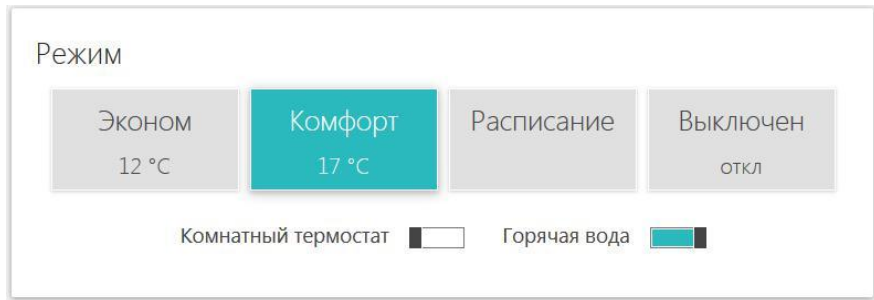 Режим
Эконом
12 °C
Комфорт
17 °C
Расписание
Выключен
откл
Комнатный термостат
Горячая вода